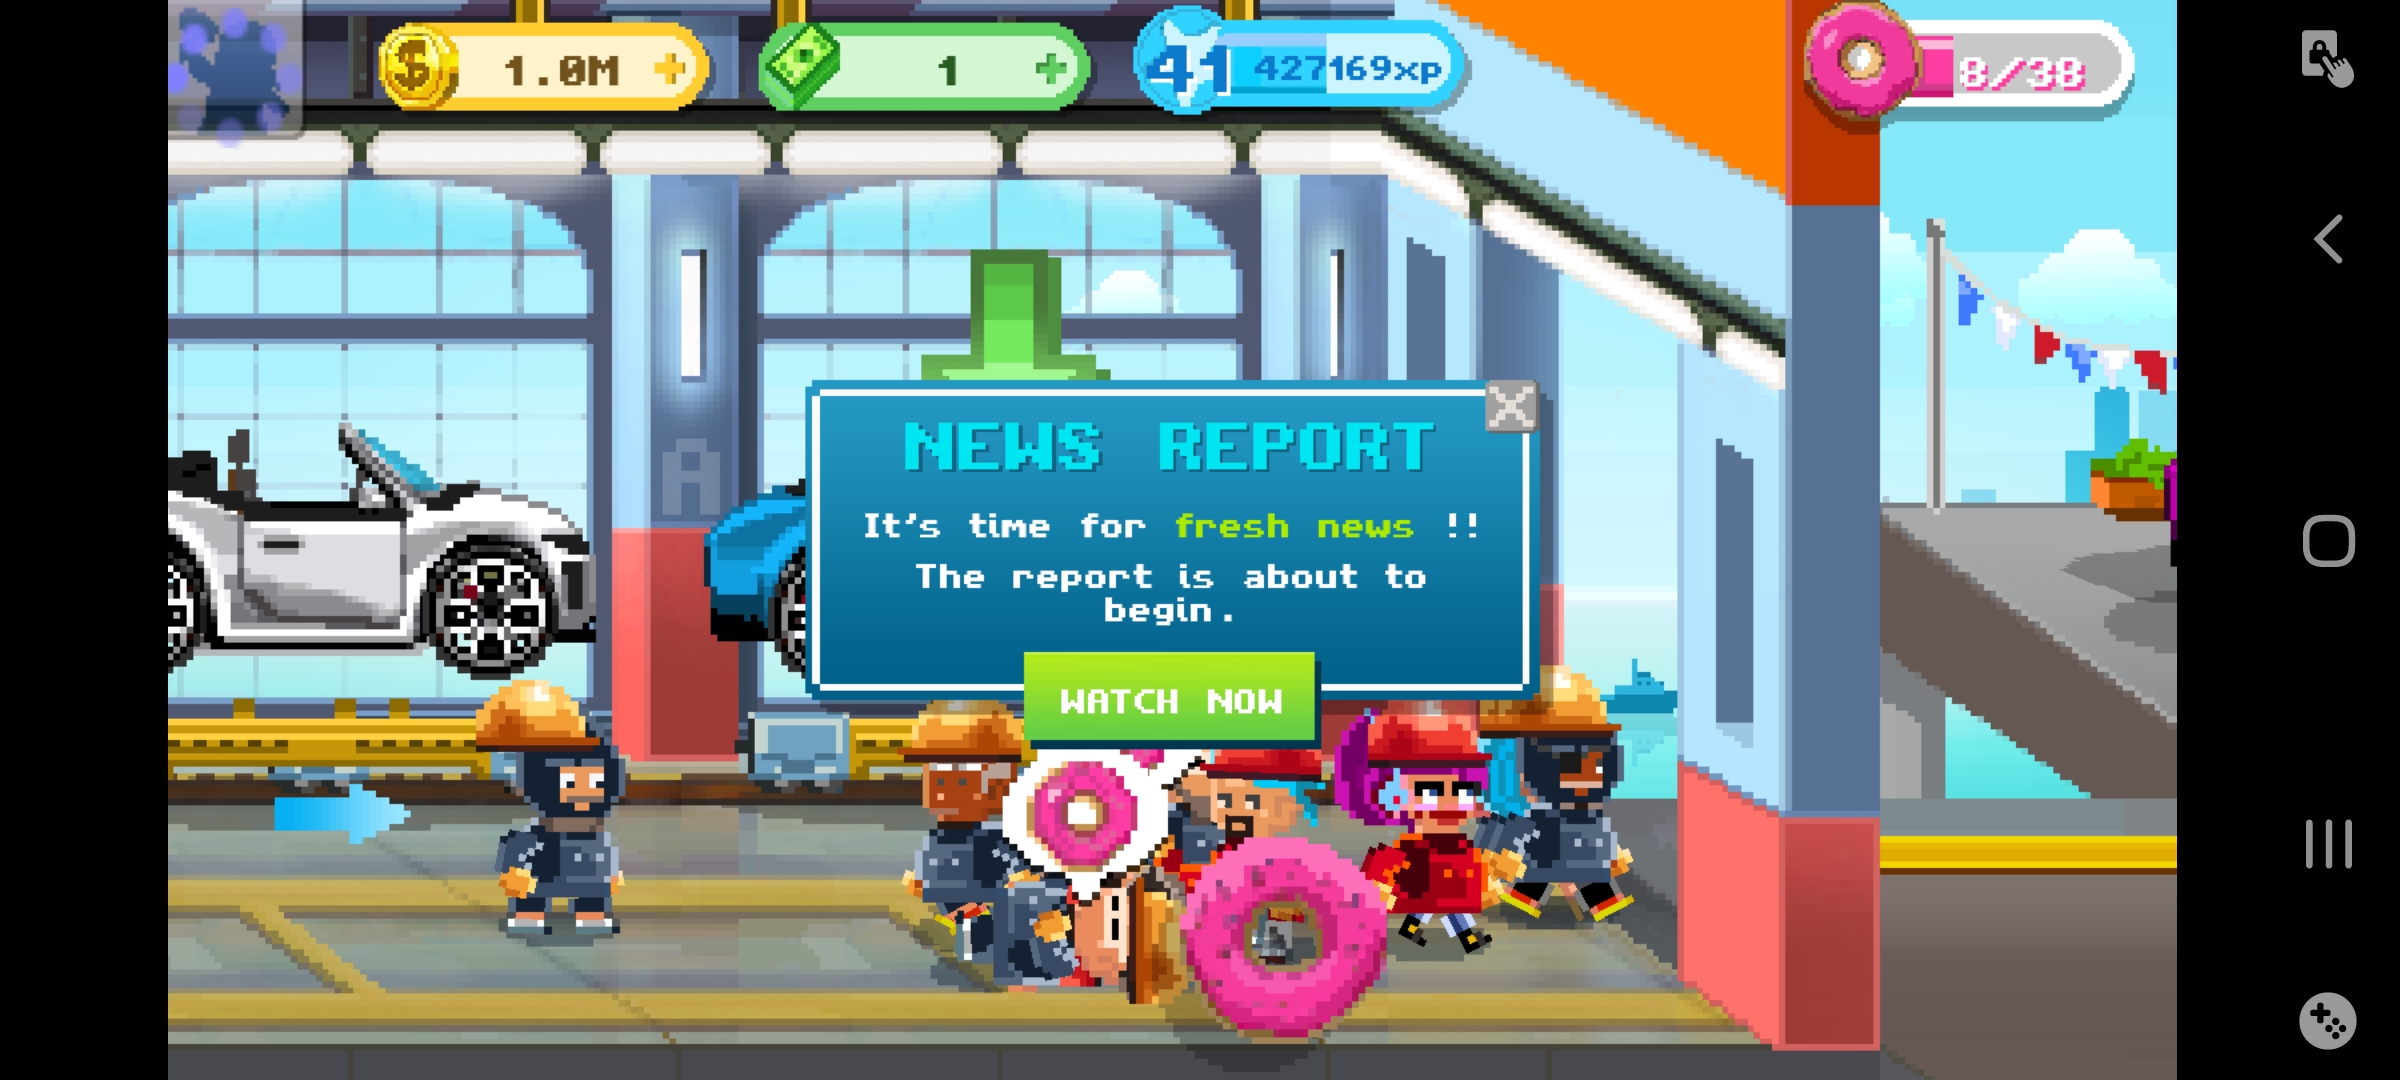 1.0M
1
41 427169xp
8/38
NEWS REPORT
It's time for fresh news !!
The report is about to
begin.
WATCH NOW
A